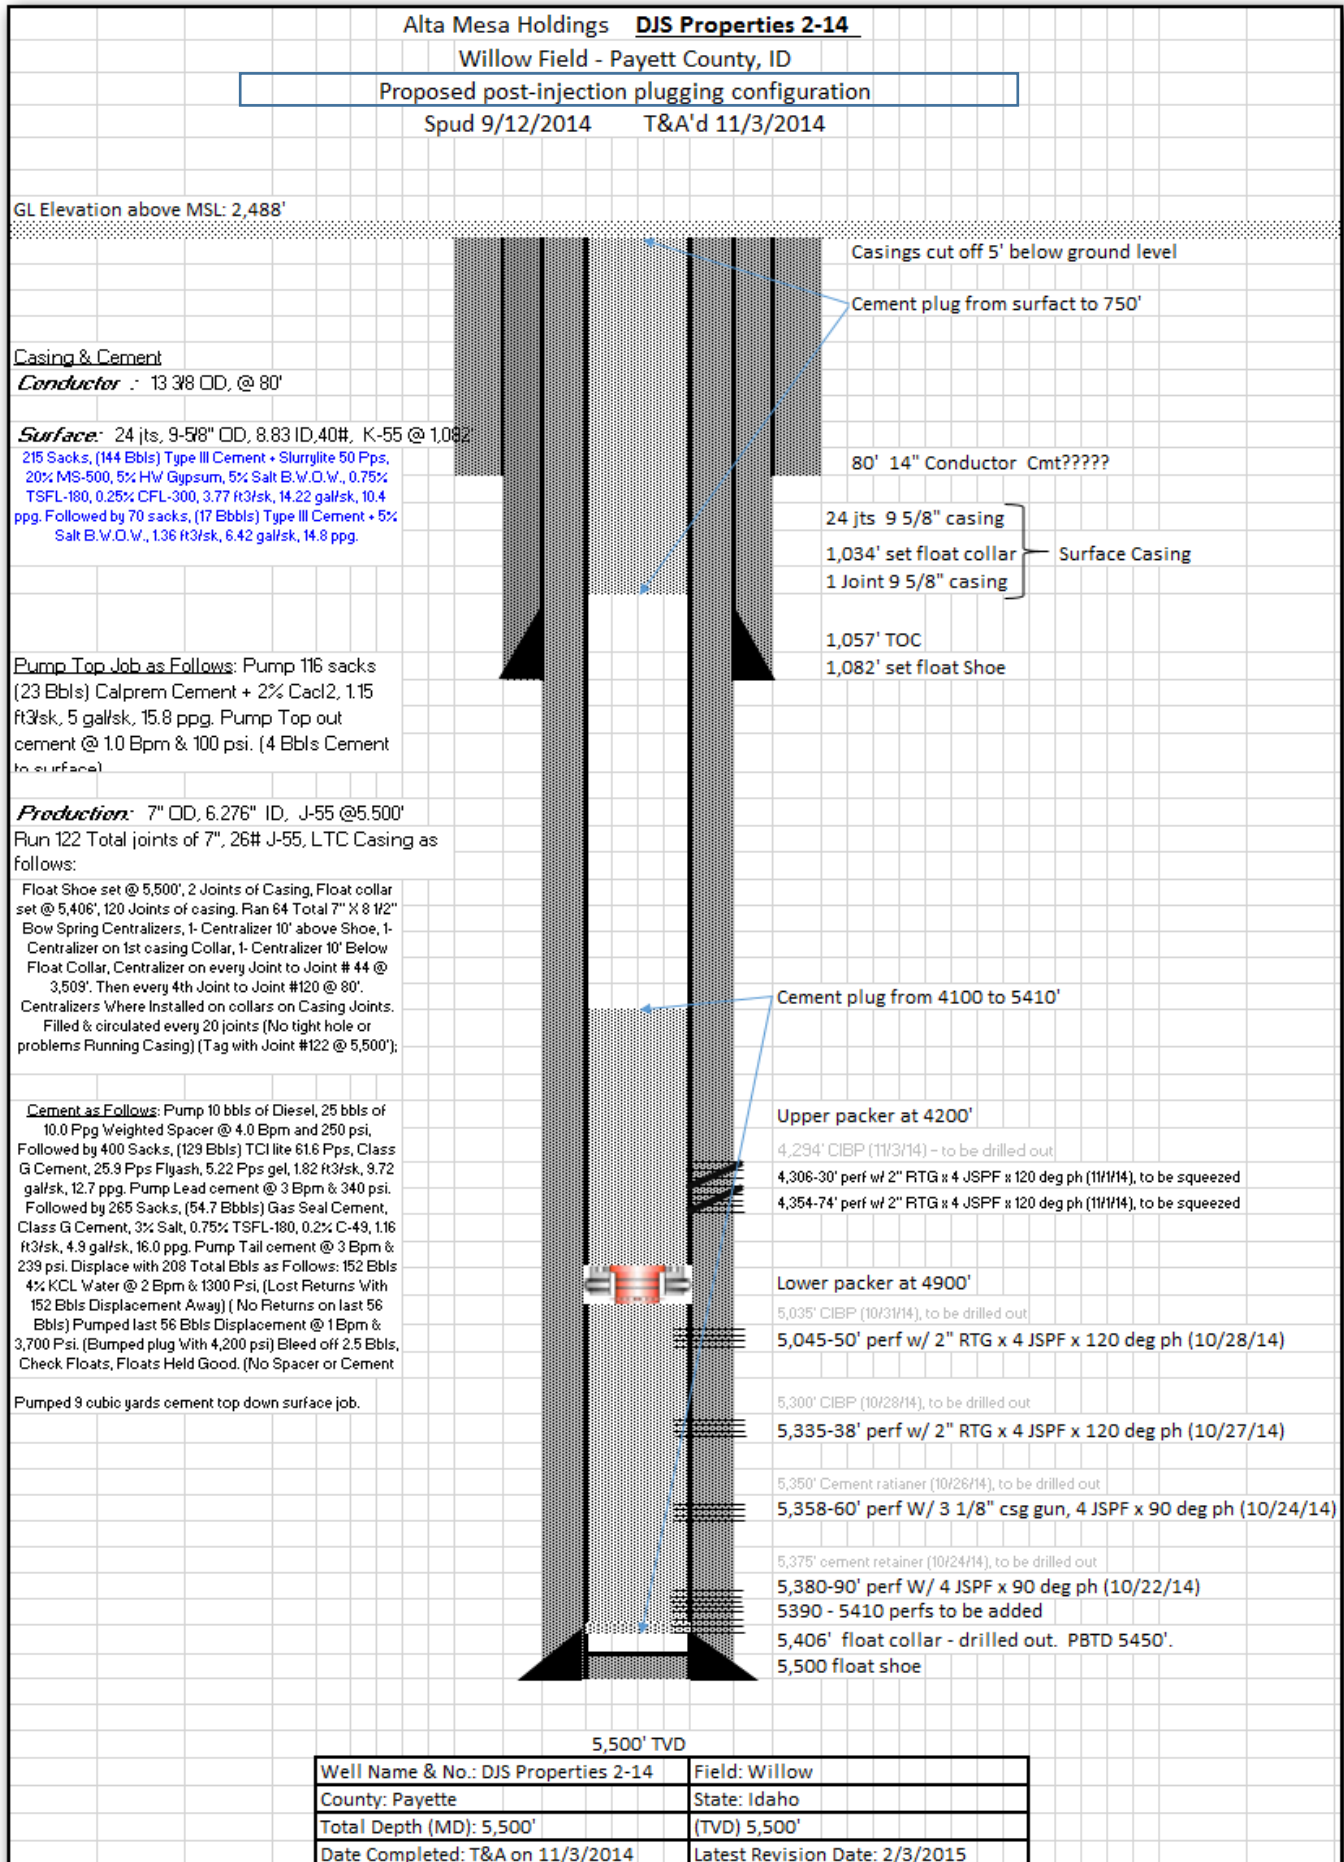 Alta Mesa Holdings DJS Properties 2-14
Willow Field - Payett County, ID
Proposed post-injection plugging configuration
Spud 9/12/2014 T&A'd 11/3/2014
GL Elevation above MSL: 2,488'
Casings cut off 5' below ground level
Cement plug from surfact to 750'
Casing & Cement
Conductor : 13 3/8 OD, @ 80'
Surface: 24 jts, 9-5/8" OD, 8.83 ID,40#, K-55 @ 1,082'
215 Sacks, (144 Bbls) Type III Cement + Slurrylite 50 Pps,
20% MS-500, 5% HW Gypsum, 5% Salt B.W.O.W., 0.75%
TSFL-180, 0.25% CFL-300, 3.77 ft3/sk, 14.22 gal/sk, 10.4
ppg. Followed by 70 sacks, (17 Bbbls) Type III Cement + 5%
Salt B.W.O.W., 1.36 ft3/sk, 6.42 gal/sk, 14.8 ppg.
80' 14" Conductor Cmt?????
24 jts 9 5/8" casing
1,034' set float collar
Surface Casing
1 Joint 9 5/8" casing
1,057' TOC
1,082' set float Shoe
Pump Top Job as Follows: Pump 116 sacks
(23 Bbls) Calprem Cement + 2% Cacl2, 1.15
ft3/sk, 5 gal/sk, 15.8 ppg. Pump Top out
cement @ 1.0 Bpm & 100 psi. (4 Bbls Cement
to surface)
Production: 7" OD, 6.276" ID, J-55 @5.500'
Run 122 Total joints of 7", 26# J-55, LTC Casing as
follows:
Float Shoe set @ 5,500', 2 Joints of Casing, Float collar
set @ 5,406', 120 Joints of casing. Ran 64 Total 7" X 8 1/2"
Bow Spring Centralizers, 1- Centralizer 10' above Shoe, 1-
Centralizer on 1st casing Collar, 1- Centralizer 10' Below
Float Collar, Centralizer on every Joint to Joint # 44 @
3,509'. Then every 4th Joint to Joint #120 @ 80'.
Centralizers Where Installed on collars on Casing Joints.
Filled & circulated every 20 joints (No tight hole or
problems Running Casing) (Tag with Joint #122 @ 5,500');
Cement plug from 4100 to 5410'
Cement as Follows: Pump 10 bbls of Diesel, 25 bbls of
10.0 Ppg Weighted Spacer @ 4.0 Bpm and 250 psi,
Followed by 400 Sacks, (129 Bbls) TCI lite 61.6 Pps, Class
G Cement, 25.9 Pps Flyash, 5.22 Pps gel, 1.82 ft3/sk, 9.72
gal/sk, 12.7 ppg. Pump Lead cement @ 3 Bpm & 340 psi.
Followed by 265 Sacks, (54.7 Bbbls) Gas Seal Cement,
Class G Cement, 3% Salt, 0.75% TSFL-180, 0.2% C-49, 1.16
ft3/sk, 4.9 gal/sk, 16.0 ppg. Pump Tail cement @ 3 Bpm &
239 psi. Displace with 208 Total Bbls as Follows: 152 Bbls
4% KCL Water @ 2 Bpm & 1300 Psi, (Lost Returns With
152 Bbls Displacement Away) ( No Returns on last 56
Bbls) Pumped last 56 Bbls Displacement @ 1 Bpm &
3,700 Psi. (Bumped plug With 4,200 psi) Bleed off 2.5 Bbls,
Check Floats, Floats Held Good. (No Spacer or Cement
Pumped 9 cubic yards cement top down surface job.
Upper packer at 4200'
4,294' CIBP (11/3/14) - to be drilled out
4,306-30' perf w/ 2" RTG x 4 JSPF x 120 deg ph (11/1/14), to be squeezed
4,354-74' perf w/ 2" RTG x 4 JSPF x 120 deg ph (11/1/14), to be squeezed
Lower packer at 4900'
5,035' CIBP (10/31/14), to be drilled out
5,045-50' perf w/ 2" RTG x 4 JSPF x 120 deg ph (10/28/14)
5,300' CIBP (10/28/14), to be drilled out
5,335-38' perf w/ 2" RTG x 4 JSPF x 120 deg ph (10/27/14)
5,350' Cement ratianer (10/26/14), to be drilled out
5,358-60' perf W/ 3 1/8" csg gun, 4 JSPF x 90 deg ph (10/24/14)
5,375' cement retainer (10/24/14), to be drilled out
5,380-90' perf W/ 4 JSPF x 90 deg ph (10/22/14)
5390 - 5410 perfs to be added
5,406' float collar - drilled out. PBTD 5450'.
5,500 float shoe
5,500' TVD
Well Name & No.: DJS Properties 2-14 Field: Willow
County: Payette State: Idaho
Total Depth (MD): 5,500' (TVD) 5,500'
Date Completed: T&A on 11/3/2014 Latest Revision Date: 2/3/2015